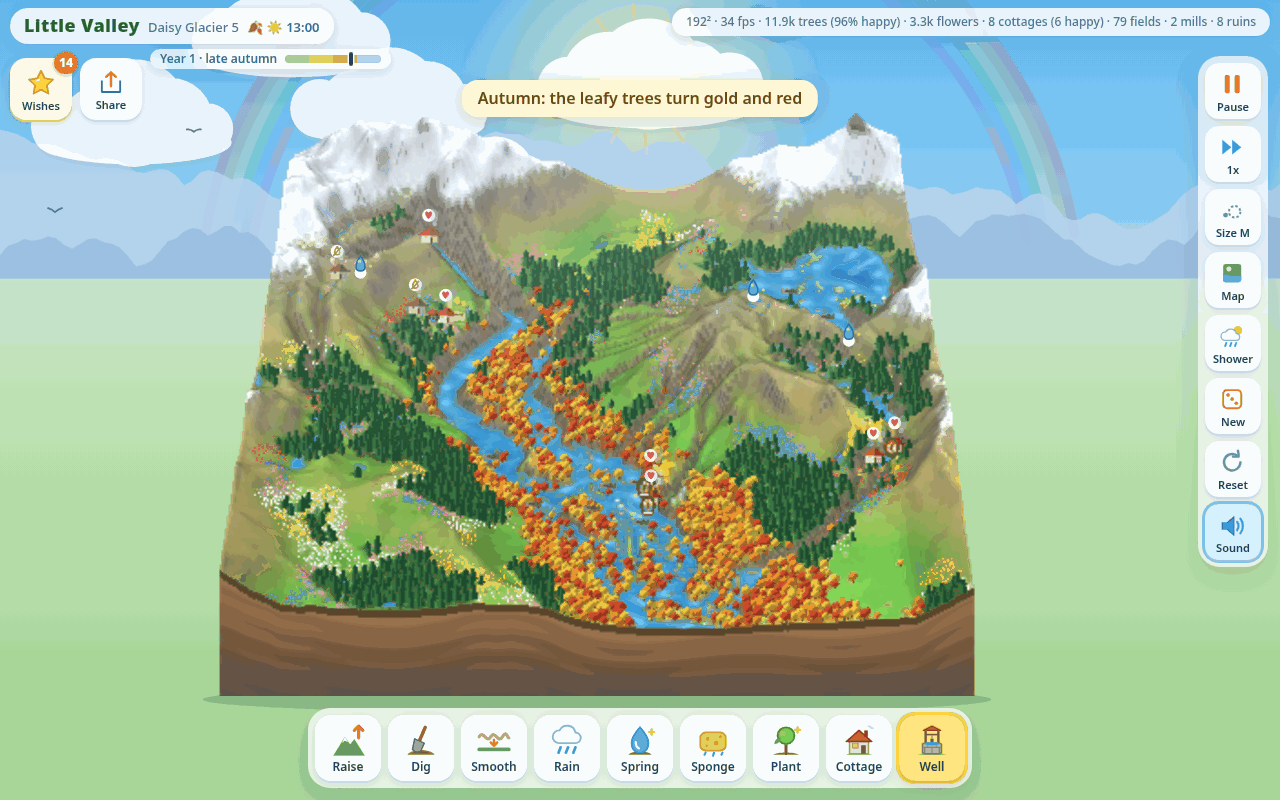 Little Valley Daisy Glacier 5 🍂 ☀️ 13:00
192² · 34 fps · 11.9k trees (96% happy) · 3.3k flowers · 8 cottages (6 happy) · 79 fields · 2 mills · 8 ruins
Year 1 · late autumn
14
Wishes
Share
Autumn: the leafy trees turn gold and red
Pause
1x
Size M
Map
Shower
New
Reset
Sound
Raise
Dig
Smooth
Rain
Spring
Sponge
Plant
Cottage
Well